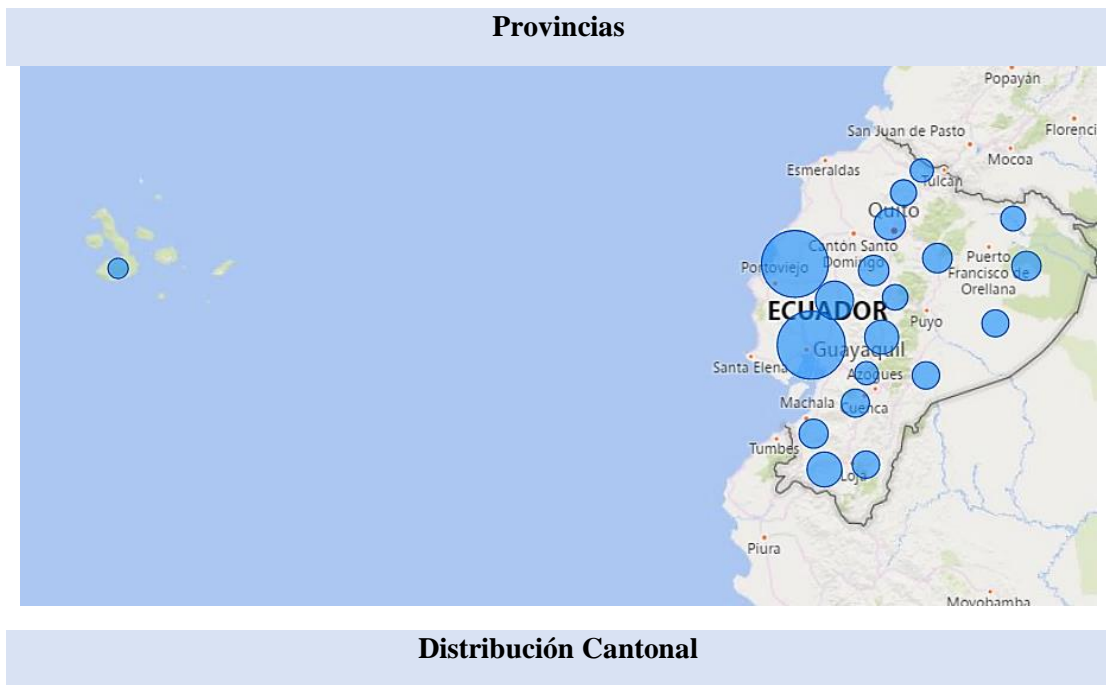 Provincias
Popayán
San Juan de Pasto
Florenci
Mocoa
Esmeraldas
Tulcán
Quito
Cantón Santo
Domingo
Portoviejo
Puerto
Francisco de
Orellana
ECUADOR
Puyo
Guayaquil
Santa Elena
Azogues
Machala
Cuenca
Tumbes
Loja
Piura
Moyobamba
Distribución Cantonal